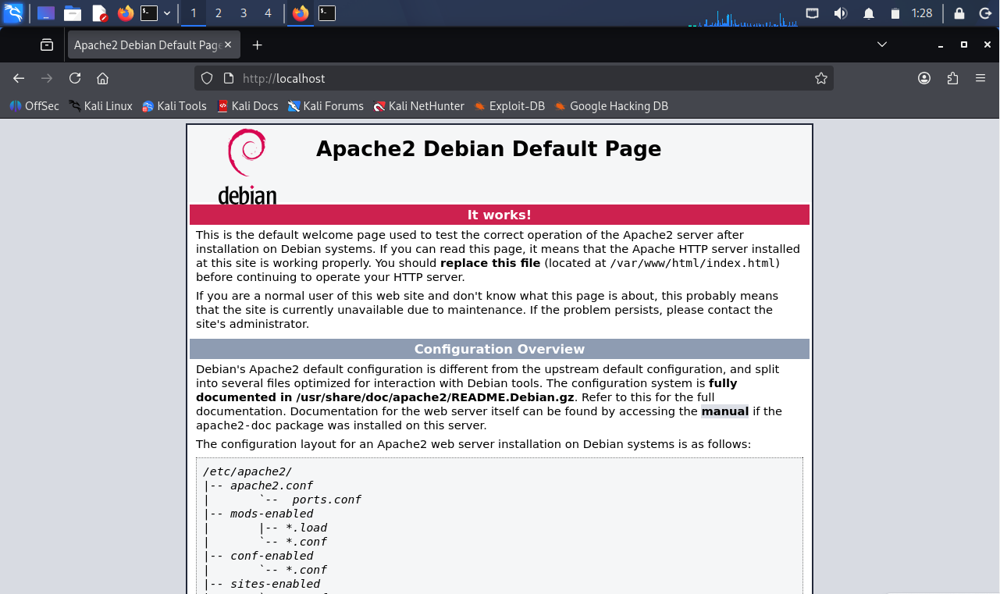 1 2 3 4 1:28
Apache2 Debian Default Page
http://localhost
OffSec Kali Linux Kali Tools Kali Docs Kali Forums Kali NetHunter Exploit-DB Google Hacking DB
debian
Apache2 Debian Default Page
It works!
This is the default welcome page used to test the correct operation of the Apache2 server after
installation on Debian systems. If you can read this page, it means that the Apache HTTP server installed
at this site is working properly. You should replace this file (located at /var/www/html/index.html)
before continuing to operate your HTTP server.
If you are a normal user of this web site and don't know what this page is about, this probably means
that the site is currently unavailable due to maintenance. If the problem persists, please contact the
site's administrator.
Configuration Overview
Debian's Apache2 default configuration is different from the upstream default configuration, and split
into several files optimized for interaction with Debian tools. The configuration system is fully
documented in /usr/share/doc/apache2/README.Debian.gz. Refer to this for the full
documentation. Documentation for the web server itself can be found by accessing the manual if the
apache2-doc package was installed on this server.
The configuration layout for an Apache2 web server installation on Debian systems is as follows:
/etc/apache2/
|-- apache2.conf
|       `--  ports.conf
|-- mods-enabled
|       |-- *.load
|       `-- *.conf
|-- conf-enabled
|       `-- *.conf
|-- sites-enabled